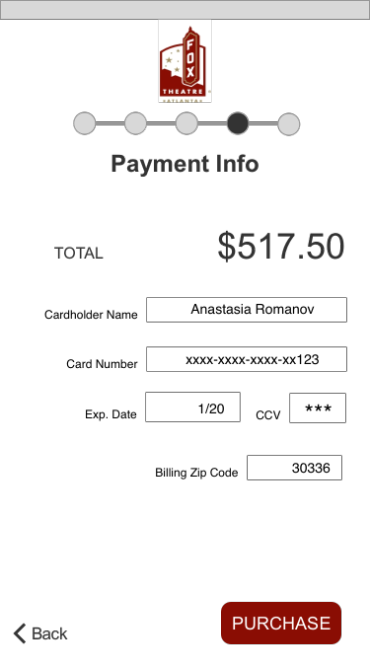 FOX
THEATRE
ATLANTA
Payment Info
TOTAL $517.50
Cardholder Name Anastasia Romanov
Card Number xxxx-xxxx-xxxx-xx123
Exp. Date 1/20 CCV ***
Billing Zip Code 30336
Back PURCHASE